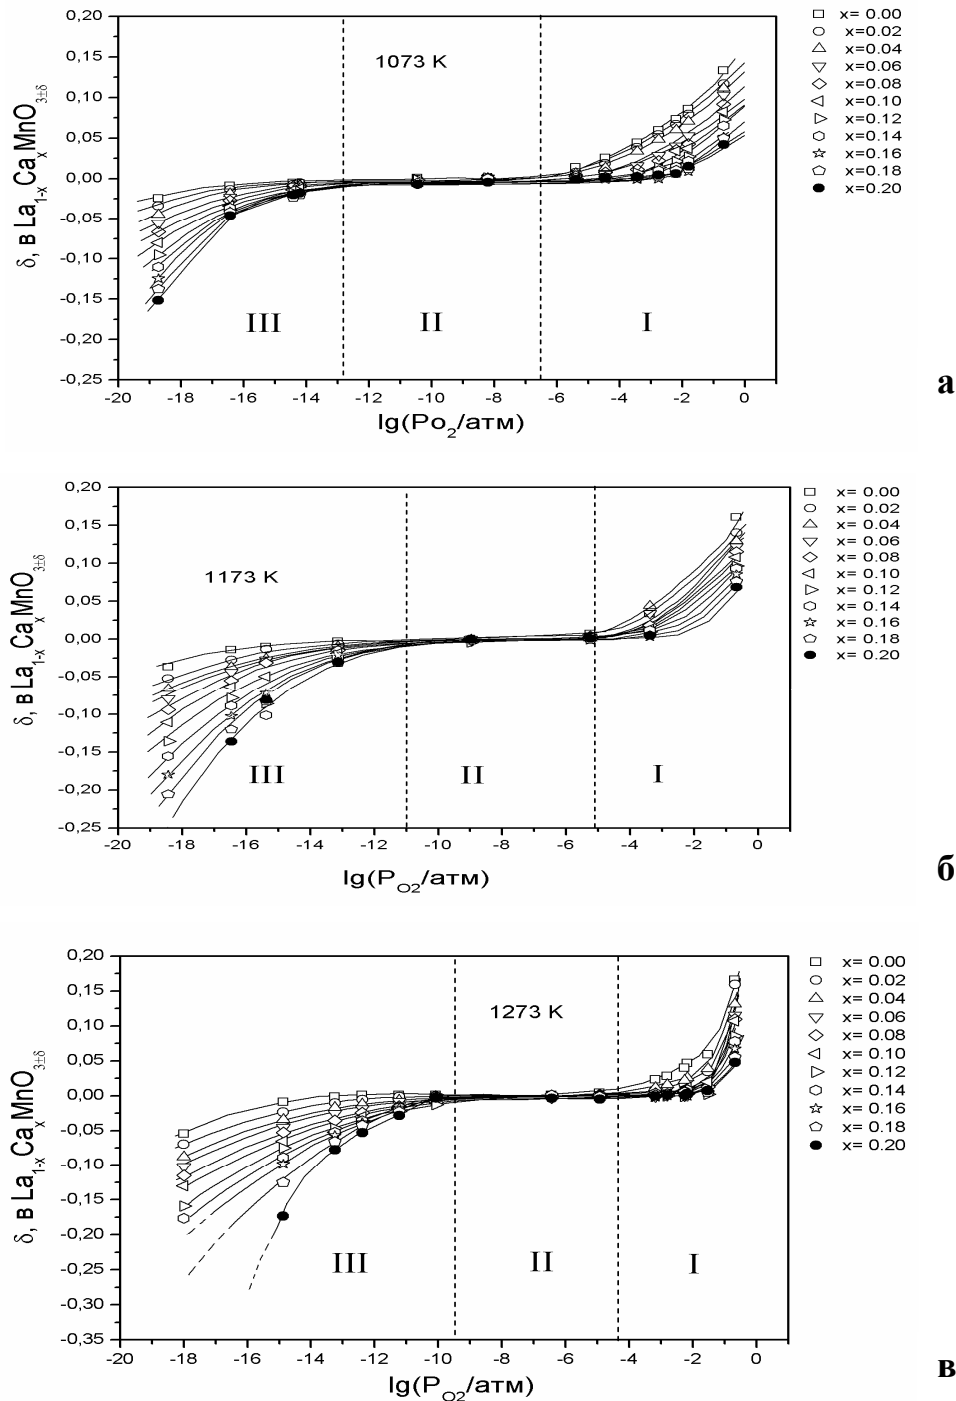 0,20
0,15
0,10
0,05
0,00
-0,05
-0,10
-0,15
-0,20
-0,25
δ, в La1-xCaxMnO3±δ
1073 K
III
II
I
-20 -18 -16 -14 -12 -10 -8 -6 -4 -2 0
lg(Po2/атм)
x=0.00
x=0.02
x=0.04
x=0.06
x=0.08
x=0.10
x=0.12
x=0.14
x=0.16
x=0.18
x=0.20
а
0,20
0,15
0,10
0,05
0,00
-0,05
-0,10
-0,15
-0,20
-0,25
δ, в La1-xCaxMnO3±δ
1173 K
III
II
I
-20 -18 -16 -14 -12 -10 -8 -6 -4 -2 0
lg(PO2/атм)
x= 0.00
x= 0.02
x= 0.04
x= 0.06
x= 0.08
x= 0.10
x= 0.12
x= 0.14
x= 0.16
x= 0.18
x= 0.20
б
0,20
0,15
0,10
0,05
0,00
-0,05
-0,10
-0,15
-0,20
-0,25
-0,30
-0,35
δ, в La1-xCaxMnO3±δ
1273 K
III
II
I
-20 -18 -16 -14 -12 -10 -8 -6 -4 -2 0
lg(PO2/атм)
x= 0.00
x= 0.02
x= 0.04
x= 0.06
x= 0.08
x= 0.10
x= 0.12
x= 0.14
x= 0.16
x= 0.18
x= 0.20
в